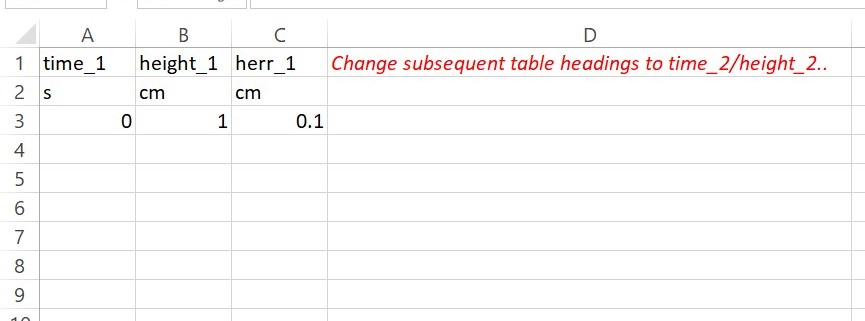 A B C D
1 time_1 height_1 herr_1 Change subsequent table headings to time_2/height_2..
2 s cm cm
3 0 1 0.1
4
5
6
7
8
9